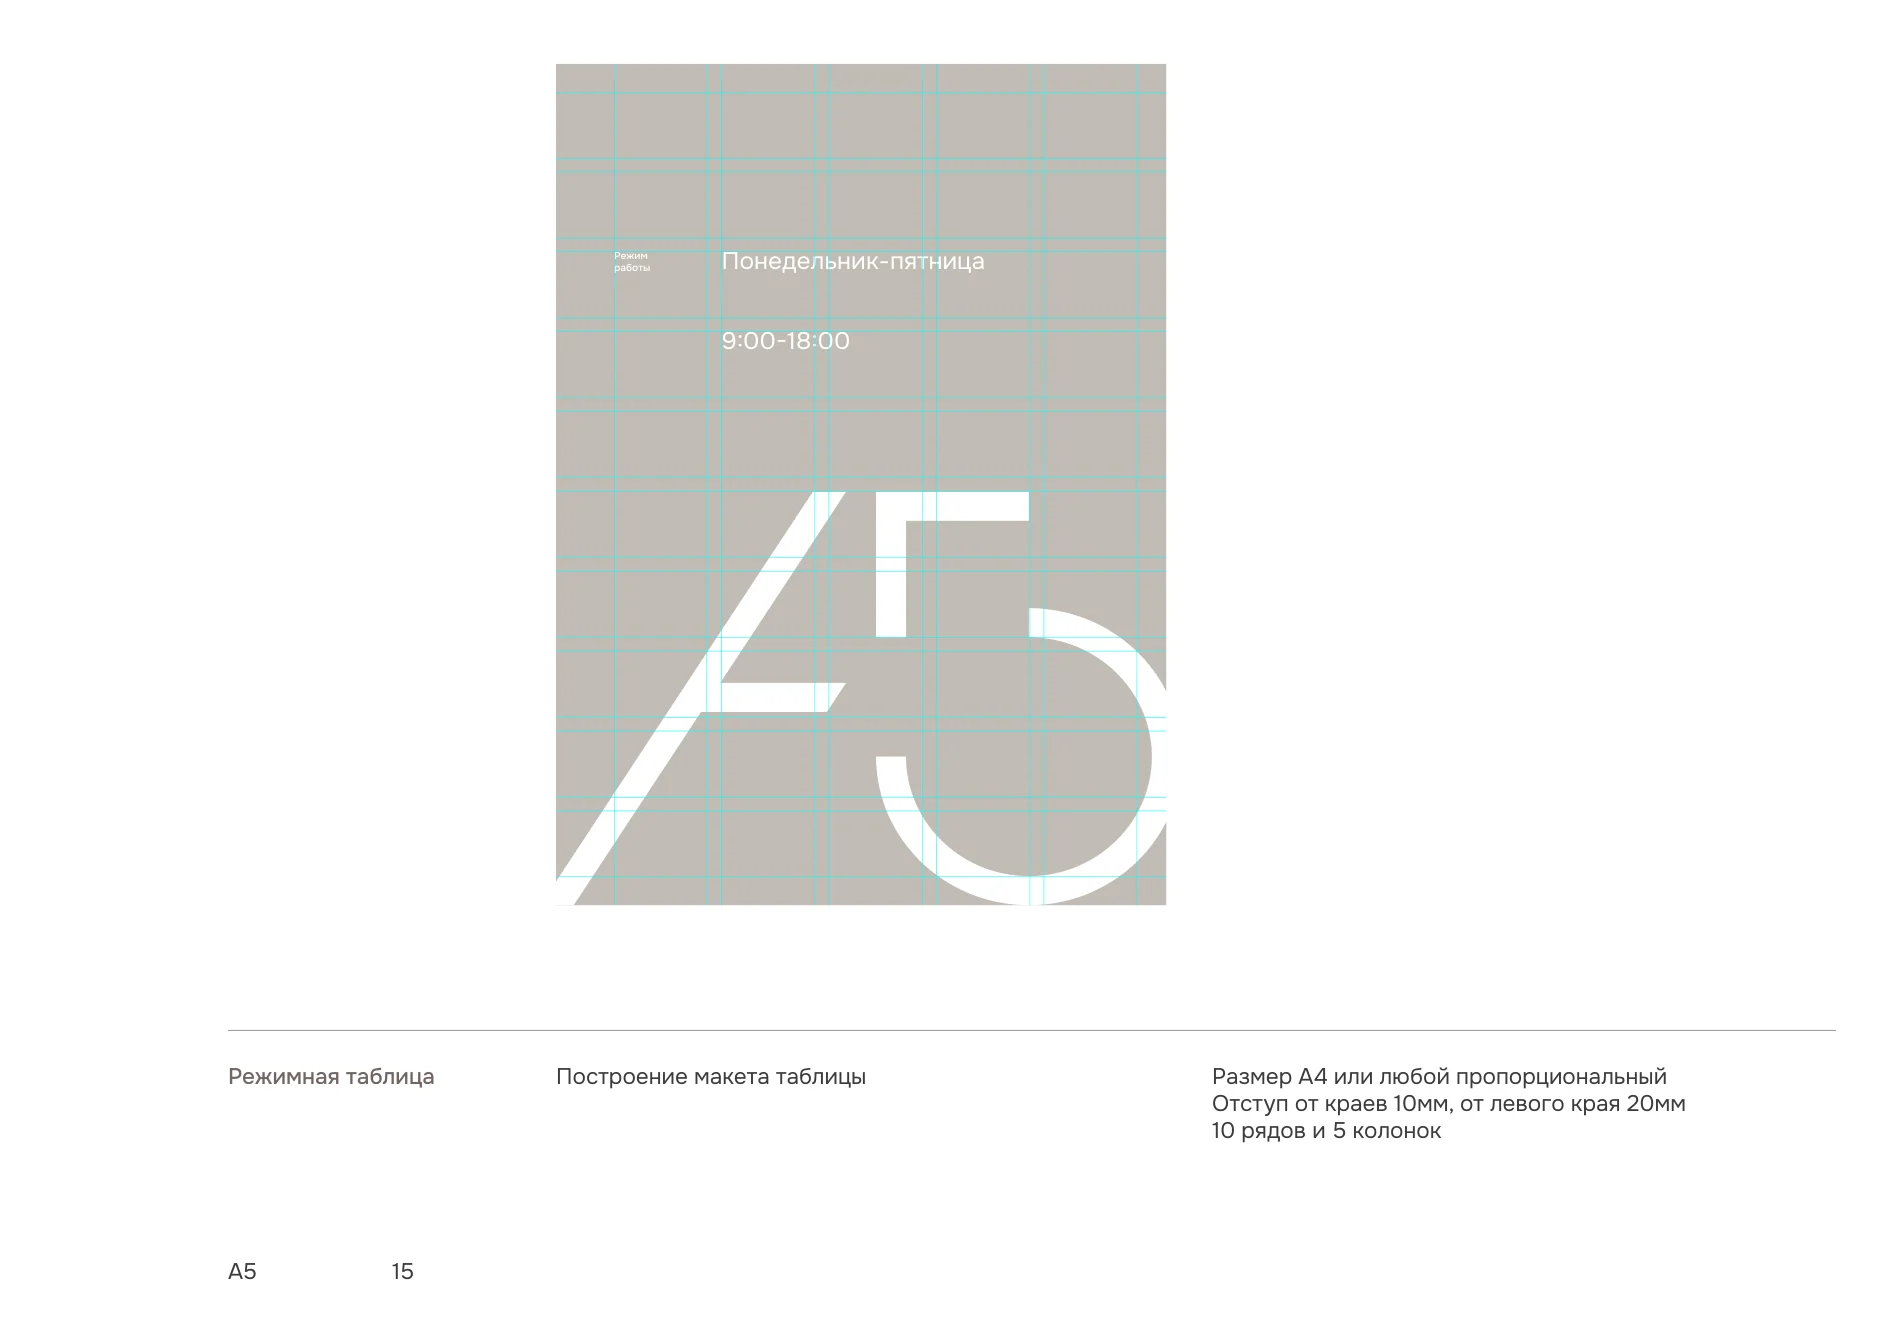 Режим
работы
Понедельник-пятница
9:00-18:00
А5
Режимная таблица
Построение макета таблицы
Размер А4 или любой пропорциональный
Отступ от краев 10мм, от левого края 20мм
10 рядов и 5 колонок
А5
15